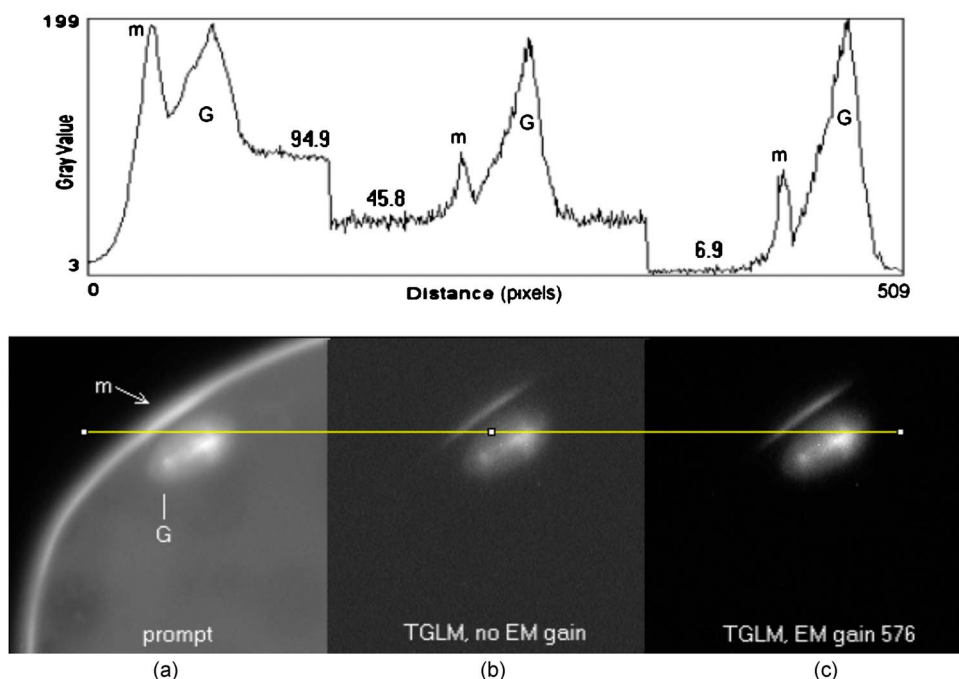 199
m
G
94.9
45.8
m
G
6.9
m
G
Gray Value
3
0
Distance (pixels)
509
m
G
prompt
TGLM, no EM gain
TGLM, EM gain 576
(a)
(b)
(c)